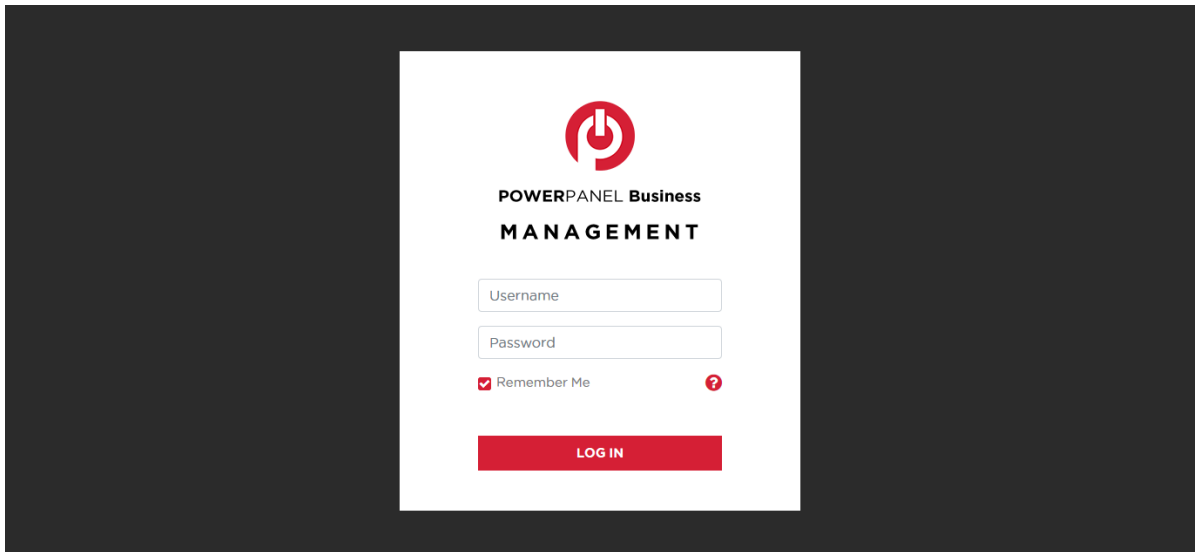 POWERPANEL Business
MANAGEMENT
Username
Password
Remember Me ?
LOG IN